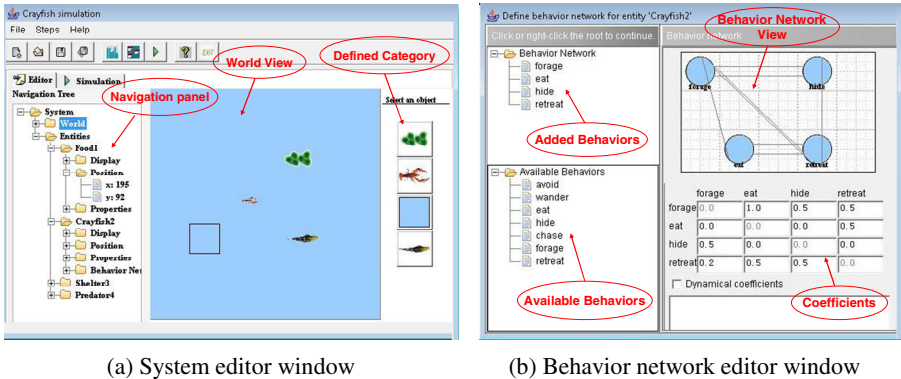 Crayfish simulation
File Steps Help
EXIT
Editor Simulation
Navigation Tree
System
World
Entities
Food1
Display
Position
x: 195
y: 92
Properties
Crayfish2
Display
Position
Properties
Behavior Ne
Shelter3
Predator4
Navigation panel
World View
Defined Category
Select an object
(a) System editor window
Define behavior network for entity 'Crayfish2'
Click or right-click the root to continue.
Behavior Network
forage
eat
hide
retreat
Added Behaviors
Available Behaviors
avoid
wander
eat
hide
chase
forage
retreat
Available Behaviors
Behavior network
Behavior Network
View
forage
hide
eat
retreat
forage eat hide retreat
forage 0.0 1.0 0.5 0.5
eat 0.0 0.0 0.0 0.5
hide 0.5 0.0 0.0 0.0
retreat 0.2 0.5 0.5 0.0
Dynamical coefficients
Coefficients
(b) Behavior network editor window